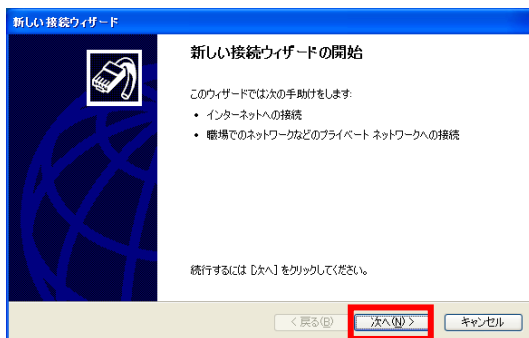 新しい接続ウィザード
新しい接続ウィザードの開始
このウィザードでは次の手助けをします:
• インターネットへの接続
• 職場でのネットワークなどのプライベート ネットワークへの接続
続行するには [次へ] をクリックしてください。
< 戻る(B) 次へ(N) > キャンセル